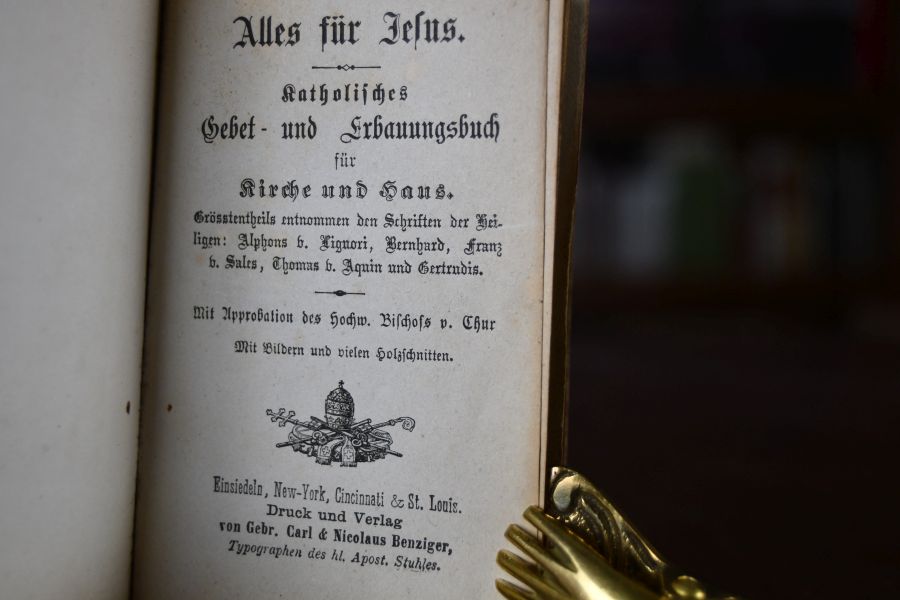 Alles für Jesus.
Katholisches
Gebet- und Erbauungsbuch
für
Kirche und Haus.
Grösstentheils entnommen den Schriften der Hei-
ligen: Alphons v. Liguori, Bernhard, Franz
v. Sales, Thomas v. Aquin und Gertrudis.
Mit Approbation des Hochw. Bischofs v. Chur
Mit Bildern und vielen Holzschnitten.
Einsiedeln, New-York, Cincinnati & St. Louis.
Druck und Verlag
von Gebr. Carl & Nicolaus Benziger,
Typographen des hl. Apost. Stuhles.